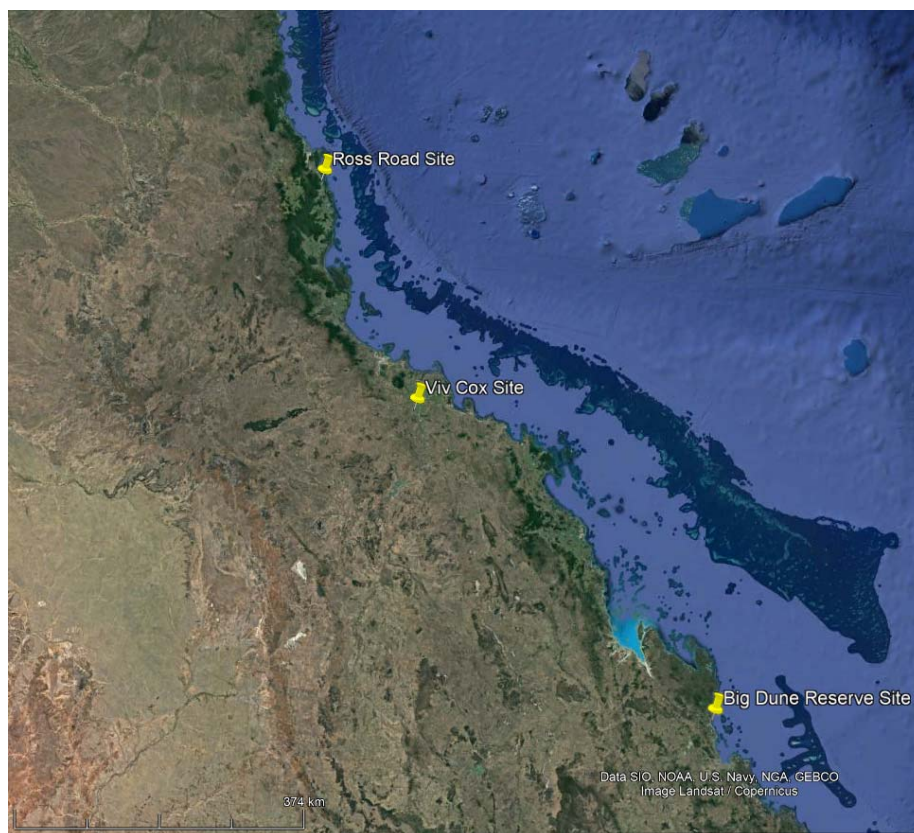 Ross Road Site
Viv Cox Site
Big Dune Reserve Site
Data SIO, NOAA, U.S. Navy, NGA, GEBCO
Image Landsat / Copernicus
374 km